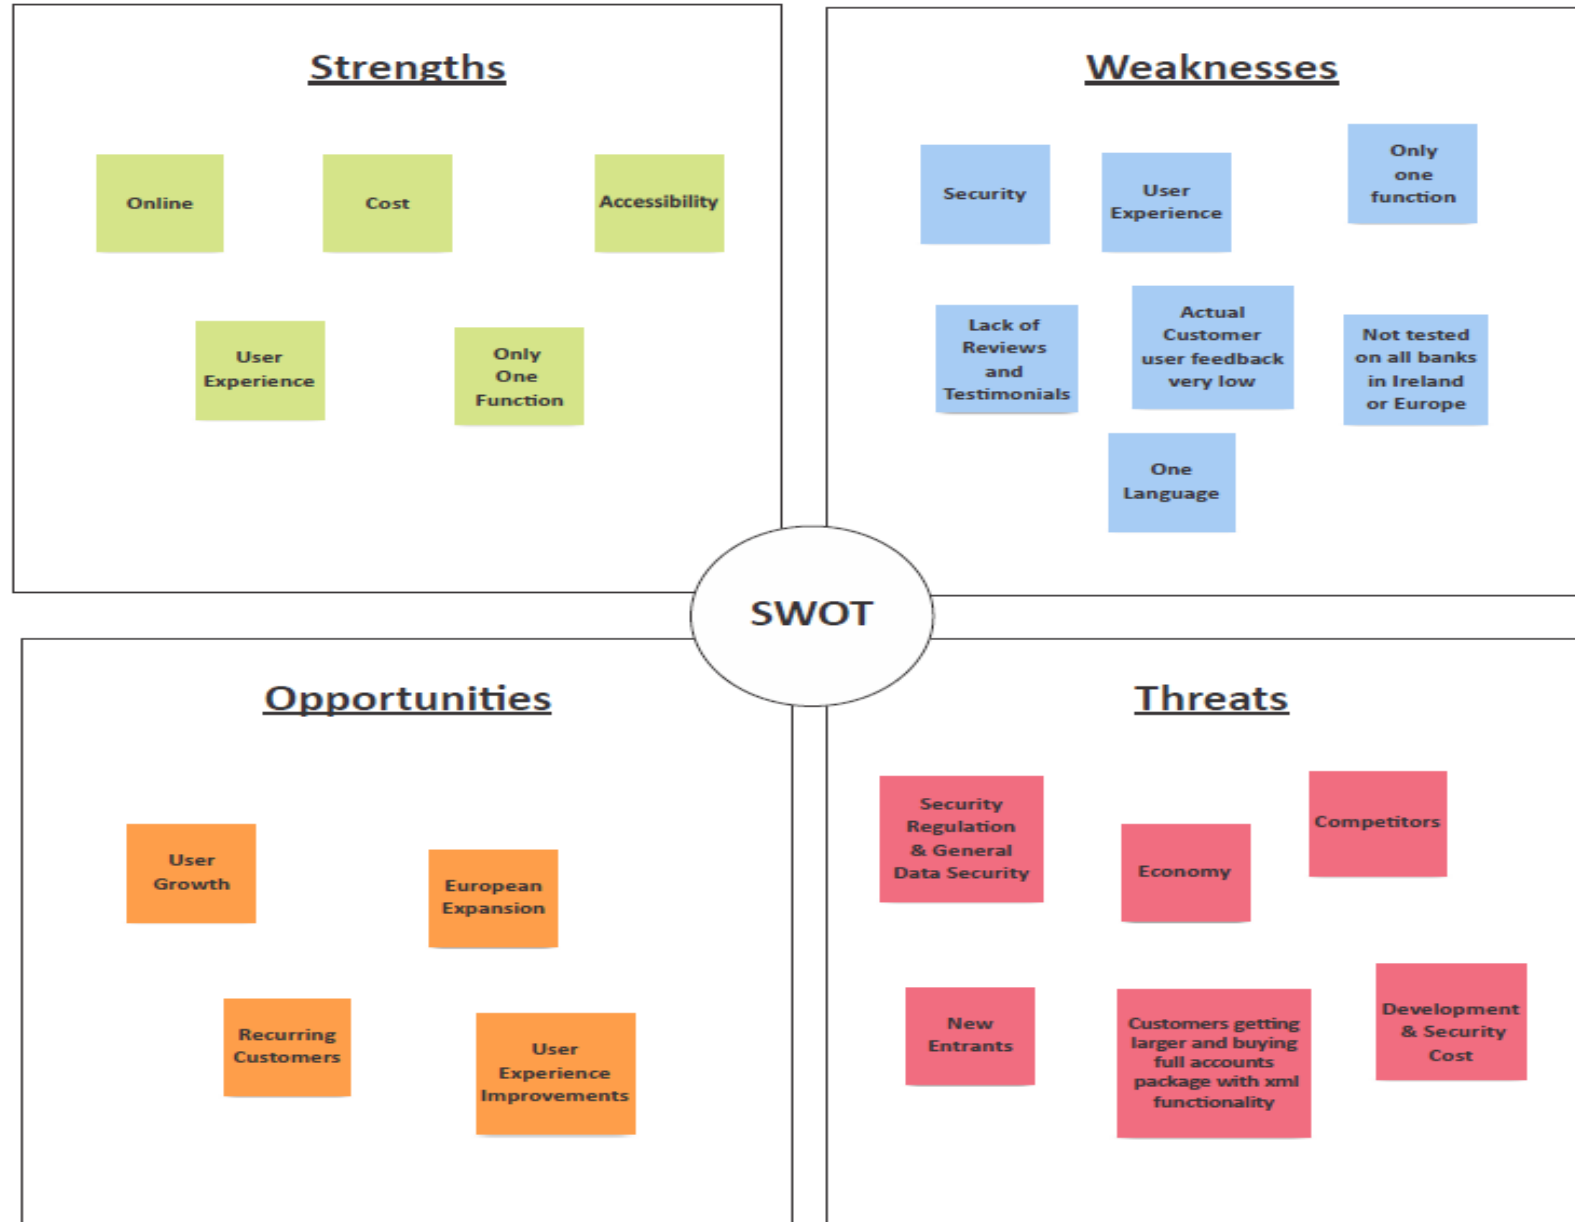 Strengths
Online
Cost
Accessibility
User
Experience
Only
One
Function
Weaknesses
Security
User
Experience
Only
one
function
Lack of
Reviews
and
Testimonials
Actual
Customer
user feedback
very low
Not tested
on all banks
in Ireland
or Europe
One
Language
SWOT
Opportunities
User
Growth
European
Expansion
Recurring
Customers
User
Experience
Improvements
Threats
Security
Regulation
& General
Data Security
Economy
Competitors
New
Entrants
Customers getting
larger and buying
full accounts
package with xml
functionality
Development
& Security
Cost